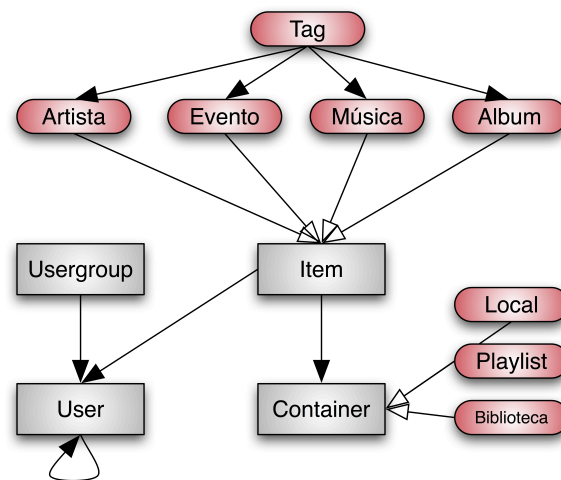 Tag
Artista
Evento
Música
Album
Usergroup
Item
Local
Playlist
User
Container
Biblioteca